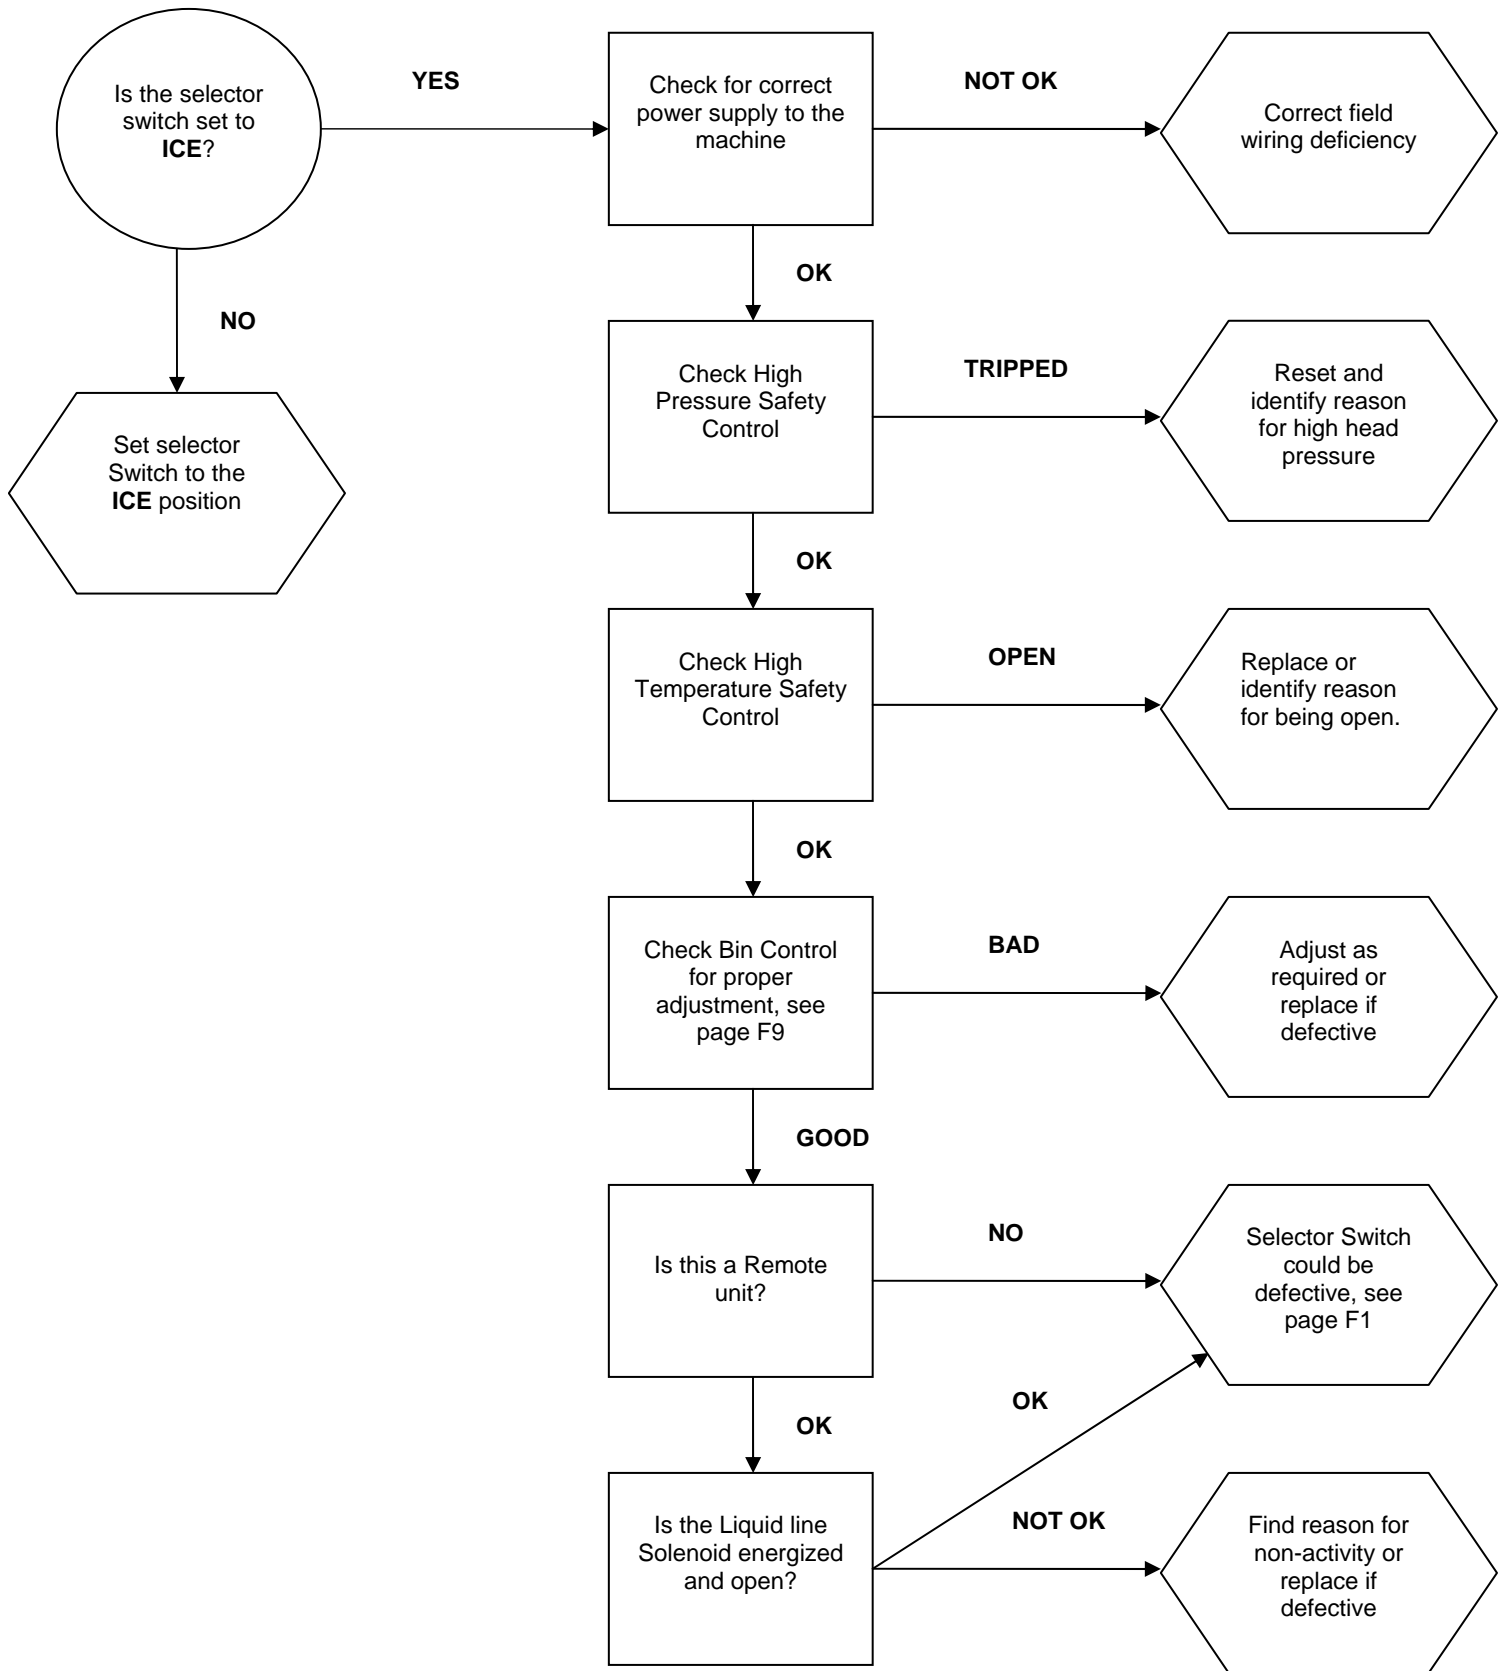 Is the selector
switch set to
ICE?
YES
Check for correct
power supply to the
machine
NOT OK
Correct field
wiring deficiency
OK
NO
Set selector
Switch to the
ICE position
Check High
Pressure Safety
Control
TRIPPED
Reset and
identify reason
for high head
pressure
OK
Check High
Temperature Safety
Control
OPEN
Replace or
identify reason
for being open.
OK
Check Bin Control
for proper
adjustment, see
page F9
BAD
Adjust as
required or
replace if
defective
GOOD
Is this a Remote
unit?
NO
Selector Switch
could be
defective, see
page F1
OK
OK
Is the Liquid line
Solenoid energized
and open?
NOT OK
Find reason for
non-activity or
replace if
defective